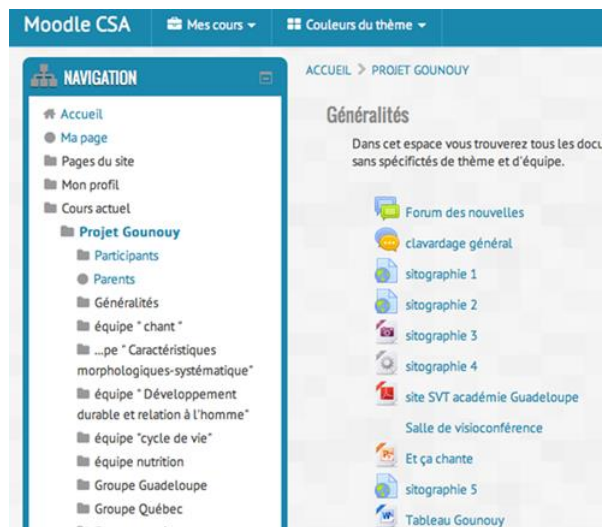 Moodle CSA
Mes cours
Couleurs du thème
NAVIGATION
Accueil
Ma page
Pages du site
Mon profil
Cours actuel
Projet Gounouy
Participants
Parents
Généralités
équipe " chant "
...pe " Caractéristiques
morphologiques-systématique"
équipe " Développement
durable et relation à l'homme"
équipe "cycle de vie"
équipe nutrition
Groupe Guadeloupe
Groupe Québec
ACCUEIL > PROJET GOUNOUY
Généralités
Dans cet espace vous trouverez tous les docu
sans spécifictés de thème et d'équipe.
Forum des nouvelles
clavardage général
sitographie 1
sitographie 2
sitographie 3
sitographie 4
site SVT académie Guadeloupe
Salle de visioconférence
Et ça chante
sitographie 5
Tableau Gounouy